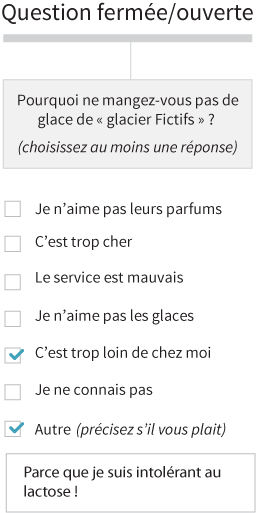 Question fermée/ouverte
Pourquoi ne mangez-vous pas de
glace de « glacier Fictifs » ?
(choisissez au moins une réponse)
Je n’aime pas leurs parfums
C’est trop cher
Le service est mauvais
Je n’aime pas les glaces
C’est trop loin de chez moi
Je ne connais pas
Autre (précisez s’il vous plait)
Parce que je suis intolérant au
lactose !